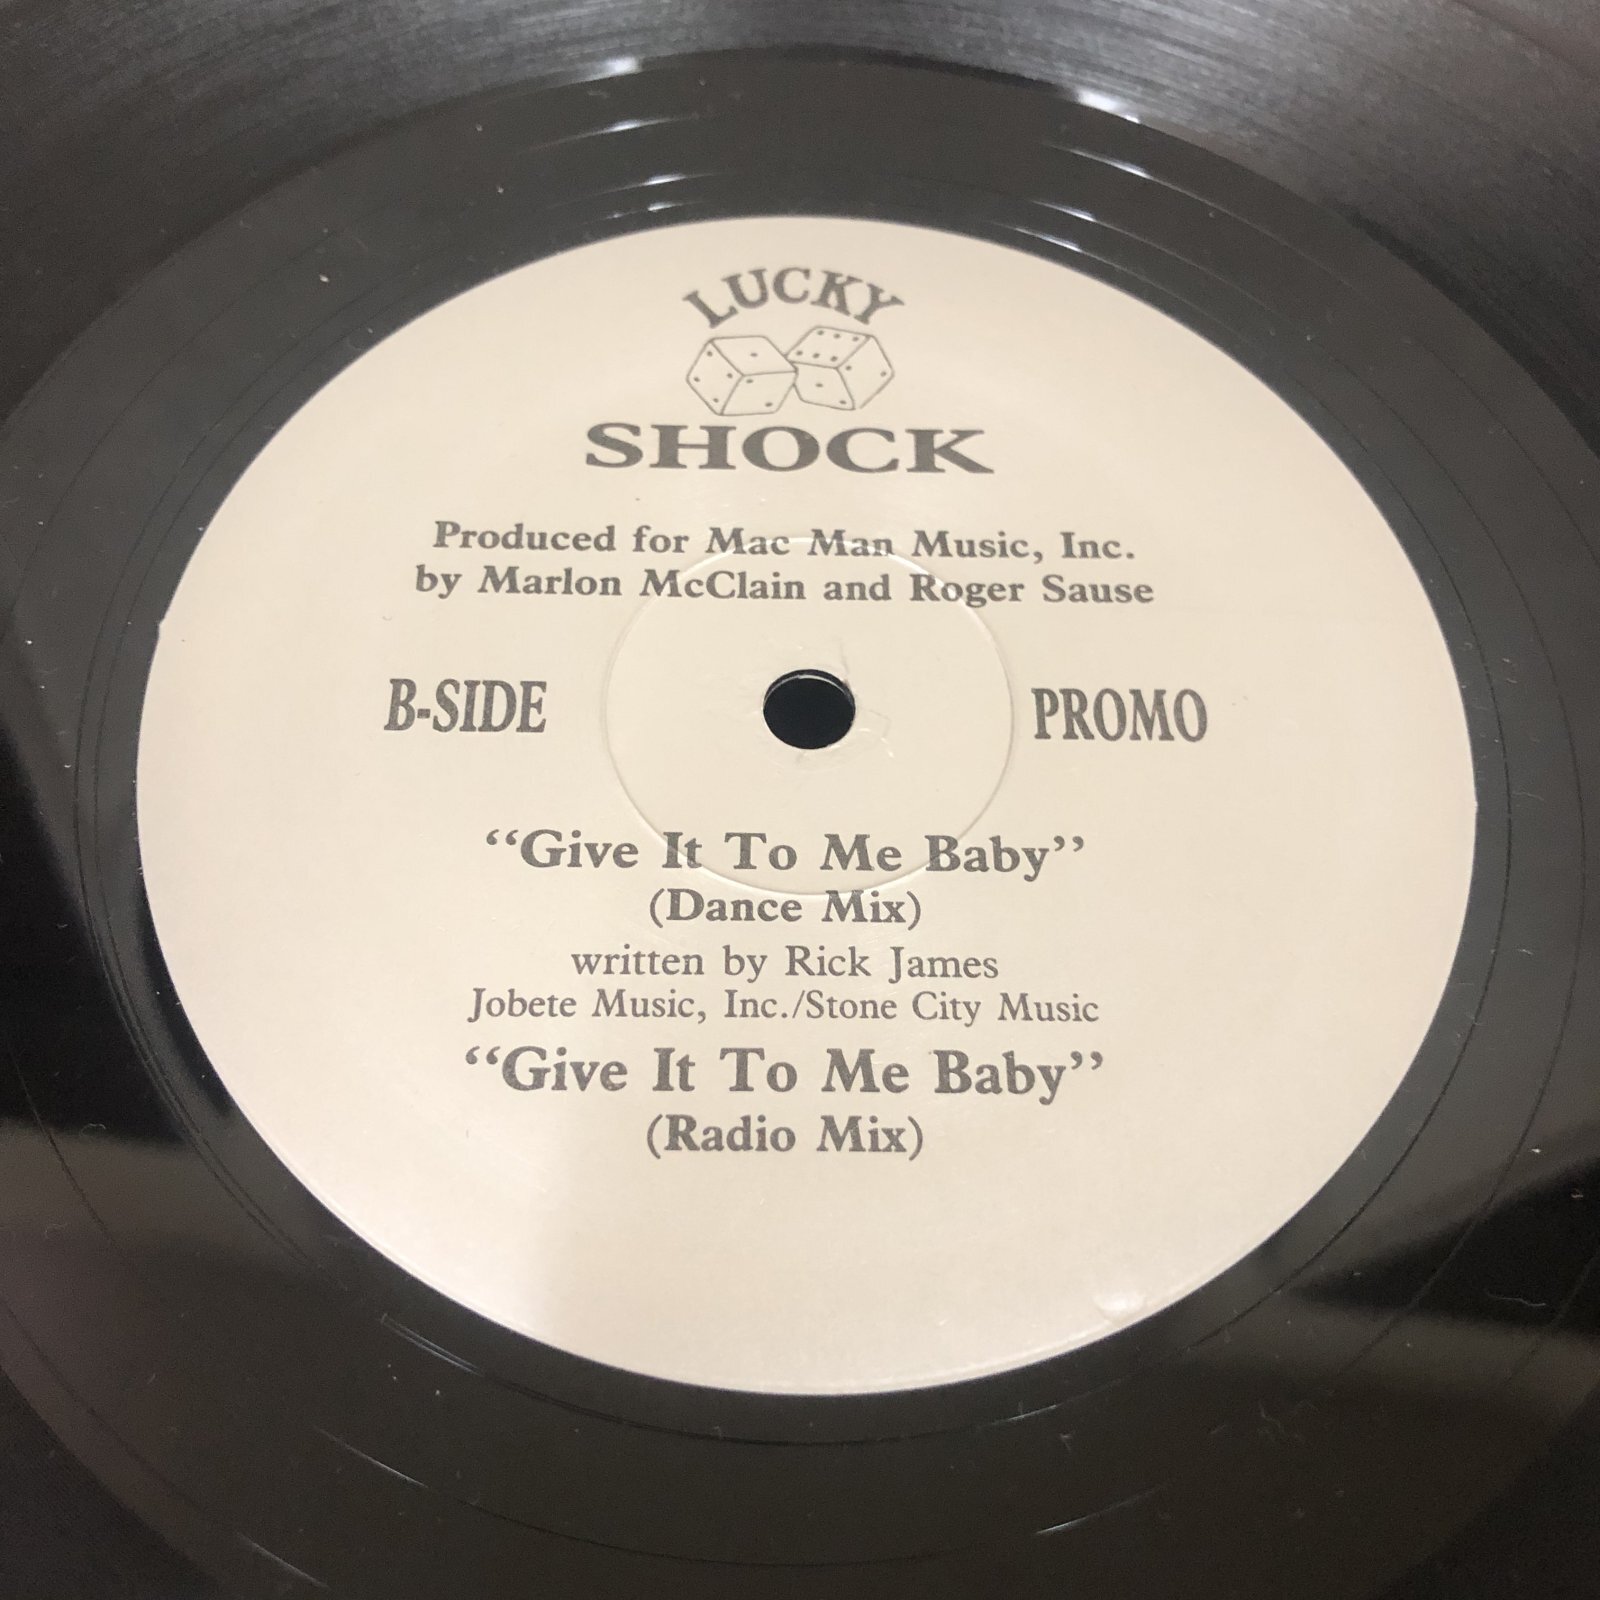 LUCKY
SHOCK
Produced for Mac Man Music, Inc.
by Marlon McClain and Roger Sause
B-SIDE PROMO
“Give It To Me Baby”
(Dance Mix)
written by Rick James
Jobete Music, Inc./Stone City Music
“Give It To Me Baby”
(Radio Mix)